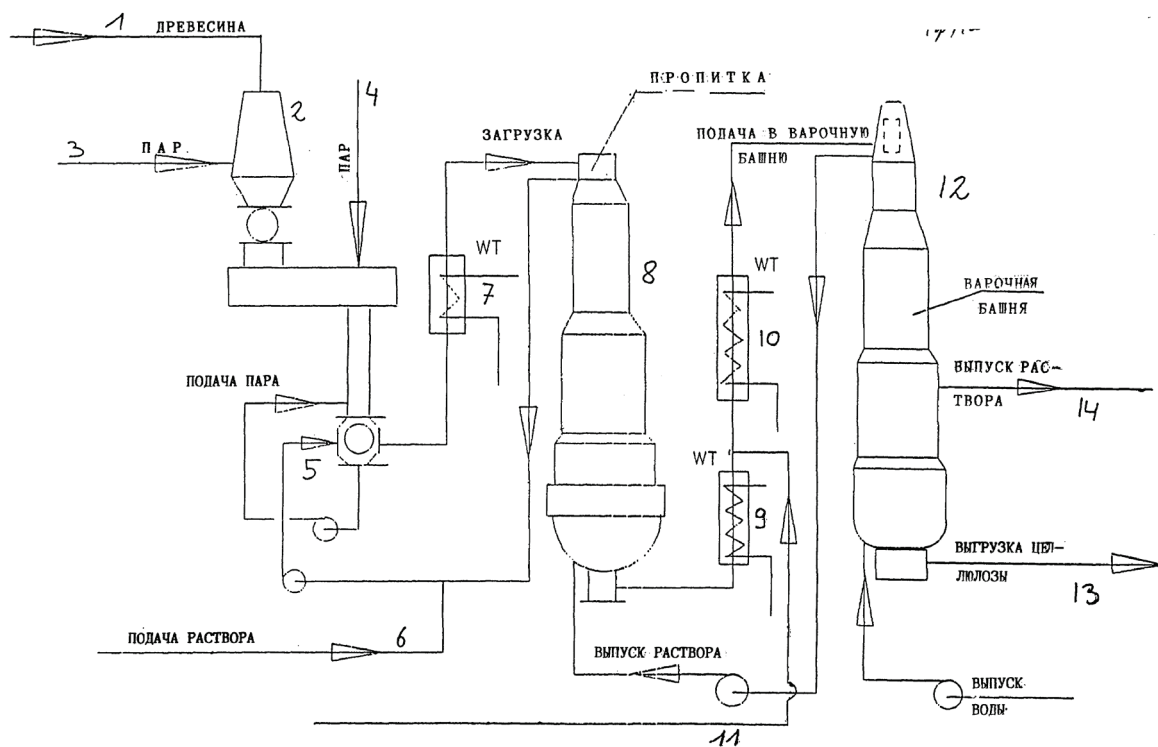 1
ДРЕВЕСИНА
2
4
3
ПАР
ПАР
ПРОПИТКА
ЗАГРУЗКА
ПОДАЧА В ВАРОЧНУЮ
БАШНЮ
12
WT
7
8
WT
10
ВАРОЧНАЯ
БАШНЯ
ПОДАЧА ПАРА
ВЫПУСК РАС-
ТВОРА
14
5
WT
9
ВЫГРУЗКА ЦЕЛ-
ЛЮЛОЗЫ
13
ПОДАЧА РАСТВОРА
6
ВЫПУСК РАСТВОРА
ВЫПУСК
ВОДЫ
11